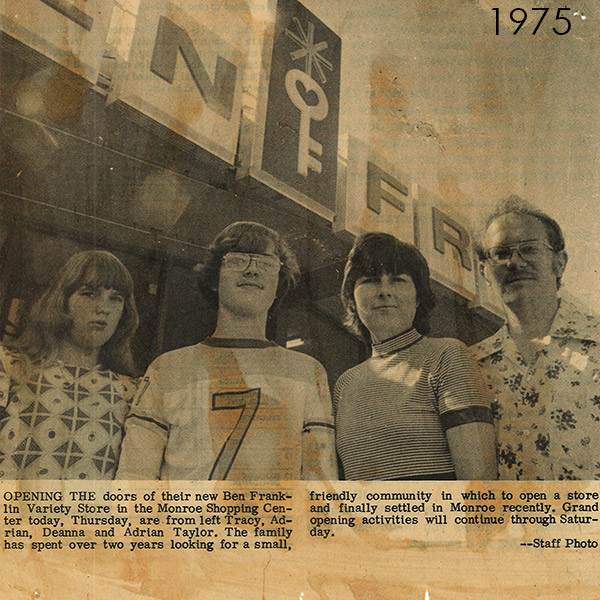 1975
EN
FR
7
OPENING THE doors of their new Ben Frank-
lin Variety Store in the Monroe Shopping Cen-
ter today, Thursday, are from left Tracy, Ad-
rian, Deanna and Adrian Taylor. The family
has spent over two years looking for a small,
friendly community in which to open a store
and finally settled in Monroe recently. Grand
opening activities will continue through Satur-
day.
--Staff Photo